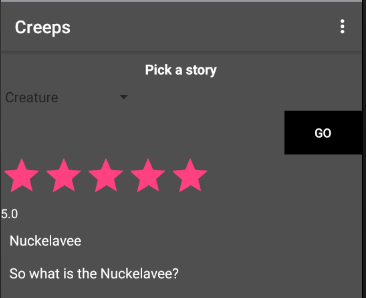 Creeps
Pick a story
Creature
GO
5.0
Nuckelavee
So what is the Nuckelavee?